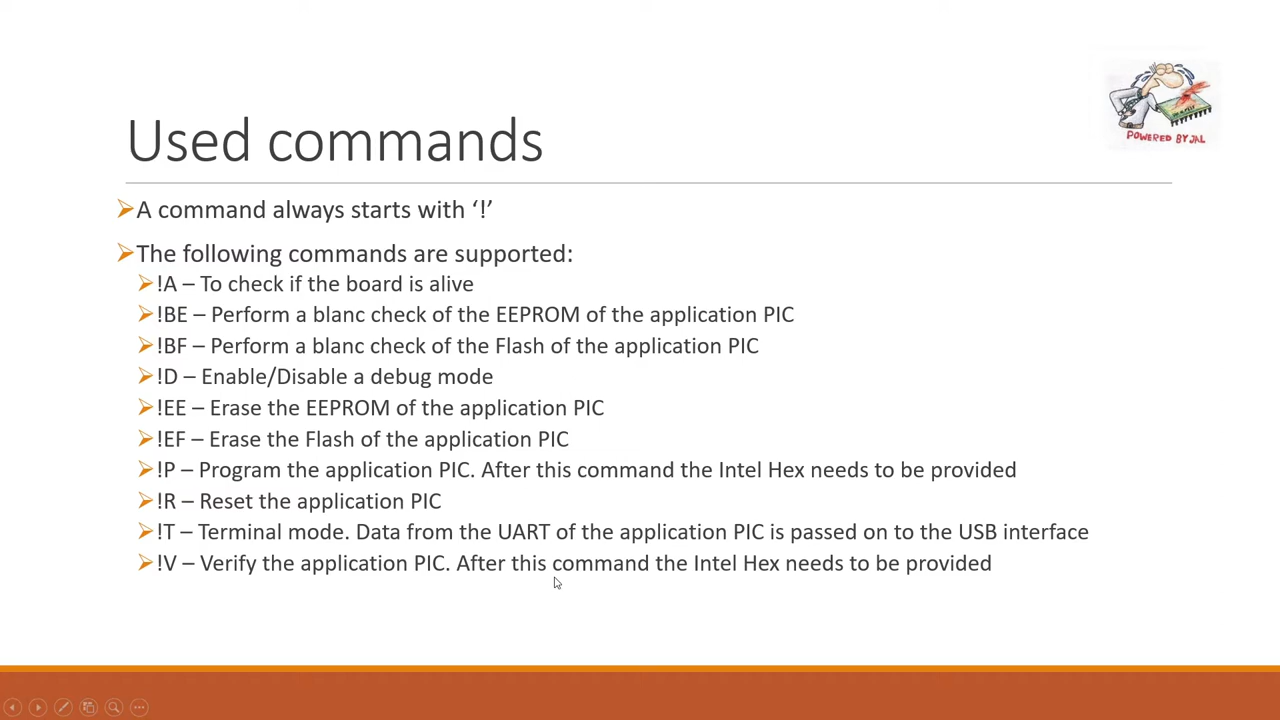 Used commands
POWERED BY JAL
A command always starts with ‘!’
The following commands are supported:
!A – To check if the board is alive
!BE – Perform a blanc check of the EEPROM of the application PIC
!BF – Perform a blanc check of the Flash of the application PIC
!D – Enable/Disable a debug mode
!EE – Erase the EEPROM of the application PIC
!EF – Erase the Flash of the application PIC
!P – Program the application PIC. After this command the Intel Hex needs to be provided
!R – Reset the application PIC
!T – Terminal mode. Data from the UART of the application PIC is passed on to the USB interface
!V – Verify the application PIC. After this command the Intel Hex needs to be provided